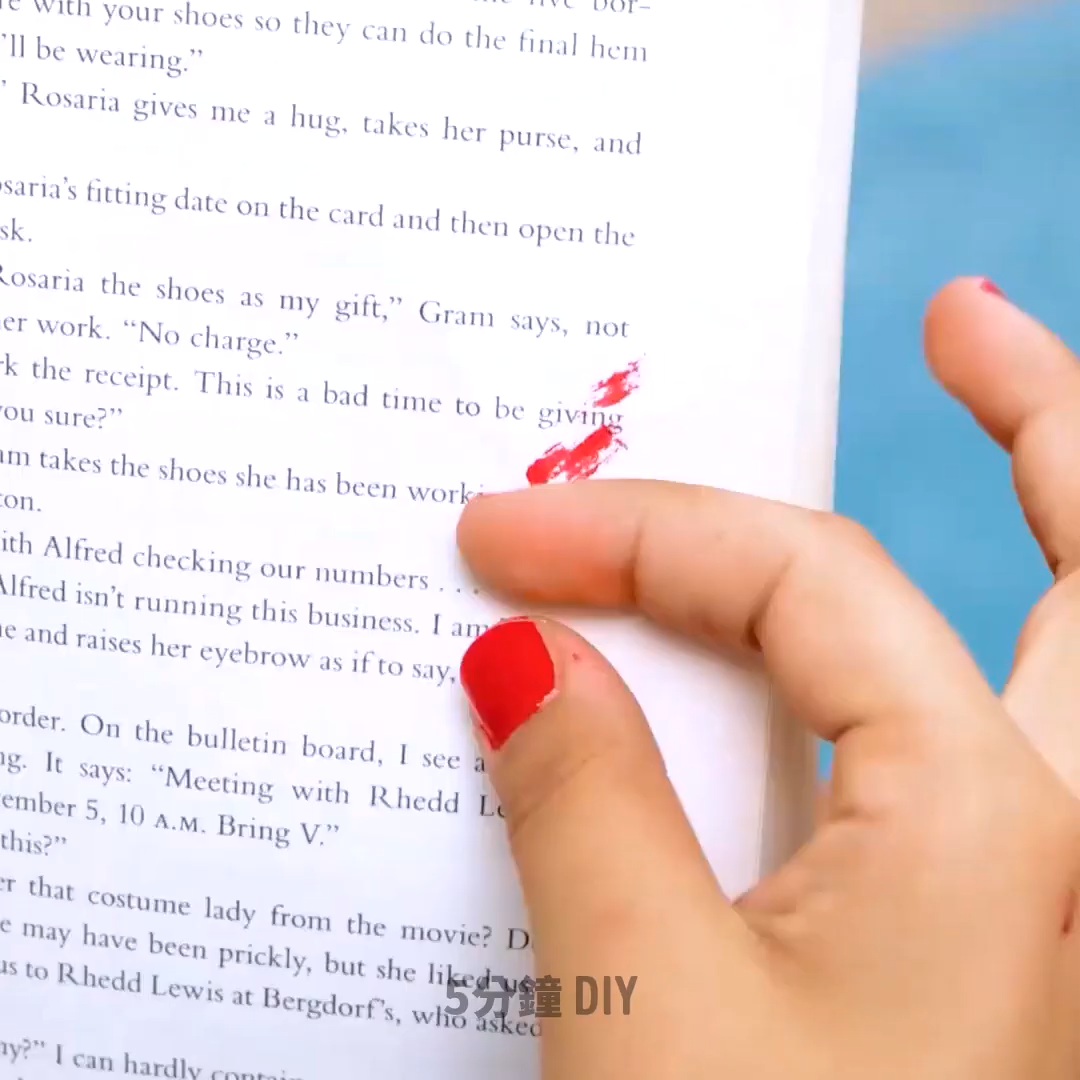 with your shoes so they can do the final hem
'll be wearing."
" Rosaria gives me a hug, takes her purse, and
saria's fitting date on the card and then open the
sk.
Rosaria the shoes as my gift," Gram says, not
er work. "No charge."
rk the receipt. This is a bad time to be giving
you sure?"
am takes the shoes she has been work
ton.
ith Alfred checking our numbers . . .
Alfred isn't running this business. I am
ne and raises her eyebrow as if to say,
order. On the bulletin board, I see a
ng. It says: "Meeting with Rhedd Le
ember 5, 10 A.M. Bring V."
this?"
er that costume lady from the movie? D
e may have been prickly, but she liked us
us to Rhedd Lewis at Bergdorf's, who asked
ny?" I can hardly contain
5分鐘 DIY